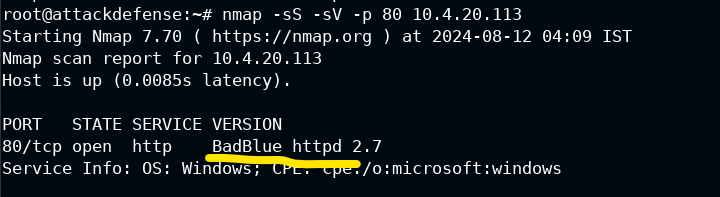 root@attackdefense:~# nmap -sS -sV -p 80 10.4.20.113
Starting Nmap 7.70 ( https://nmap.org ) at 2024-08-12 04:09 IST
Nmap scan report for 10.4.20.113
Host is up (0.0085s latency).
PORT   STATE SERVICE VERSION
80/tcp open  http    BadBlue httpd 2.7
Service Info: OS: Windows; CPE: cpe:/o:microsoft:windows